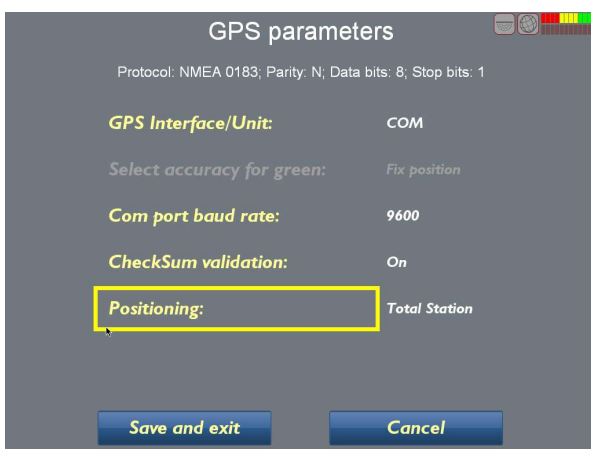 GPS parameters
Protocol: NMEA 0183; Parity: N; Data bits: 8; Stop bits: 1
GPS Interface/Unit: COM
Select accuracy for green: Fix position
Com port baud rate: 9600
CheckSum validation: On
Positioning: Total Station
Save and exit Cancel